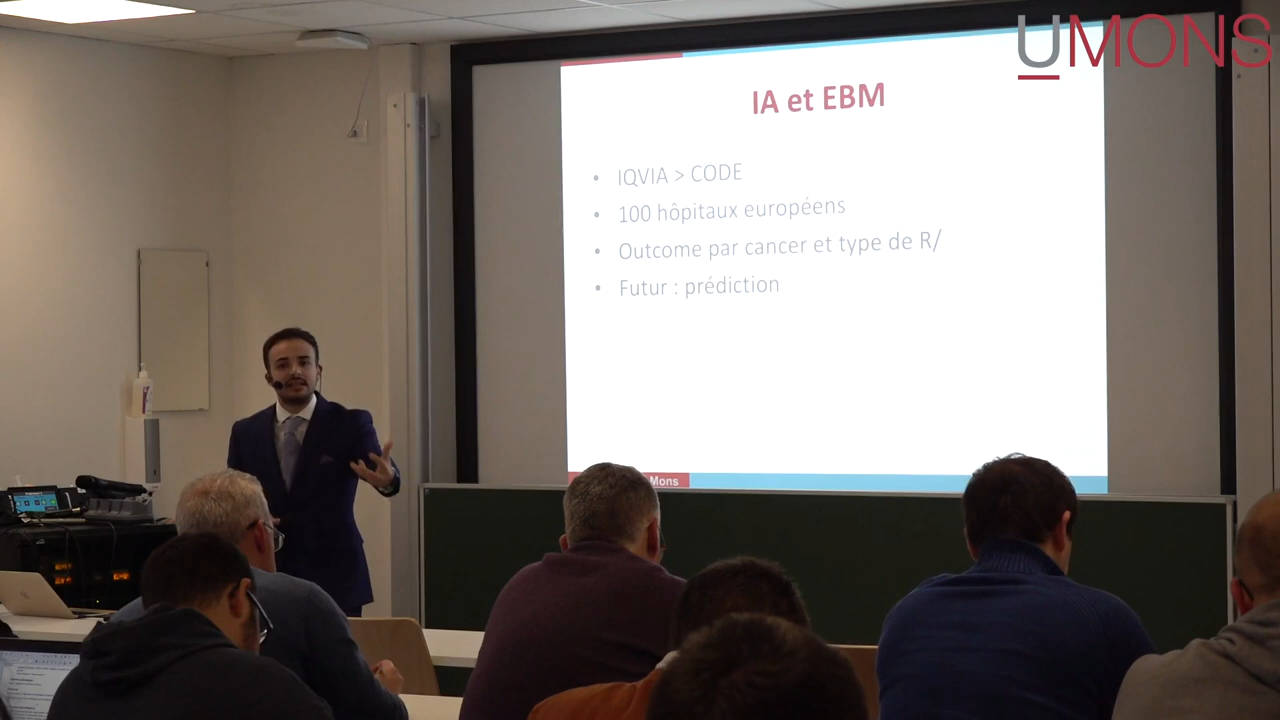 UMONS
IA et EBM
• IQVIA > CODE
• 100 hôpitaux européens
• Outcome par cancer et type de R/
• Futur : prédiction
Mons